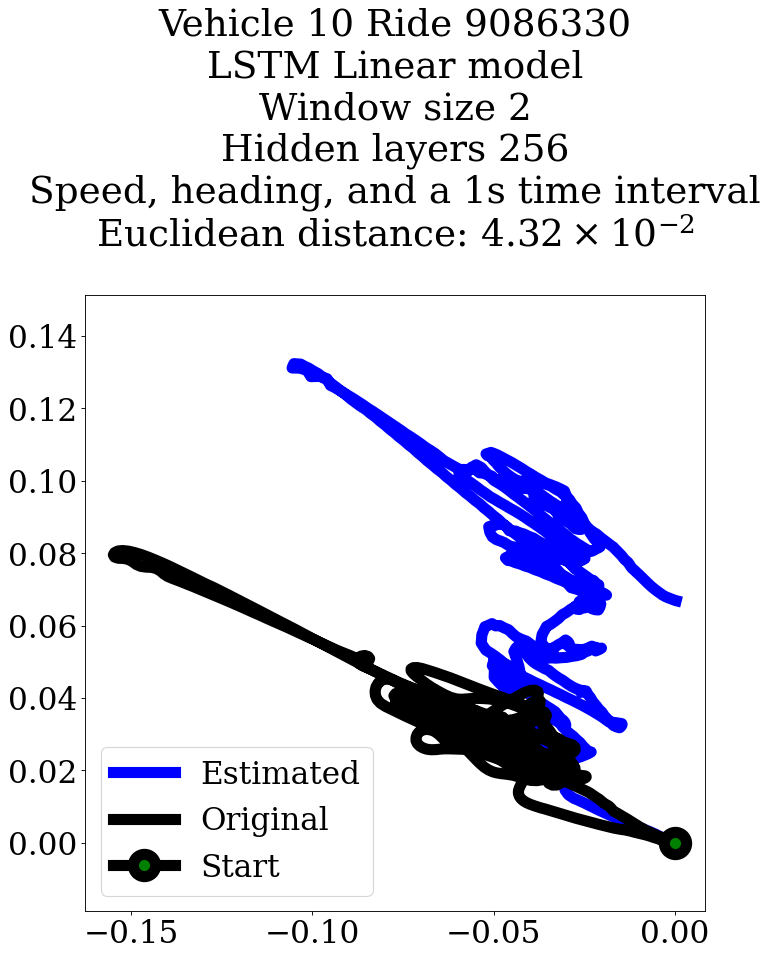 Vehicle 10 Ride 9086330
LSTM Linear model
Window size 2
Hidden layers 256
Speed, heading, and a 1s time interval
Euclidean distance: 4.32 × 10⁻²
0.14
0.12
0.10
0.08
0.06
0.04
0.02
0.00
Estimated
Original
Start
−0.15 −0.10 −0.05 0.00